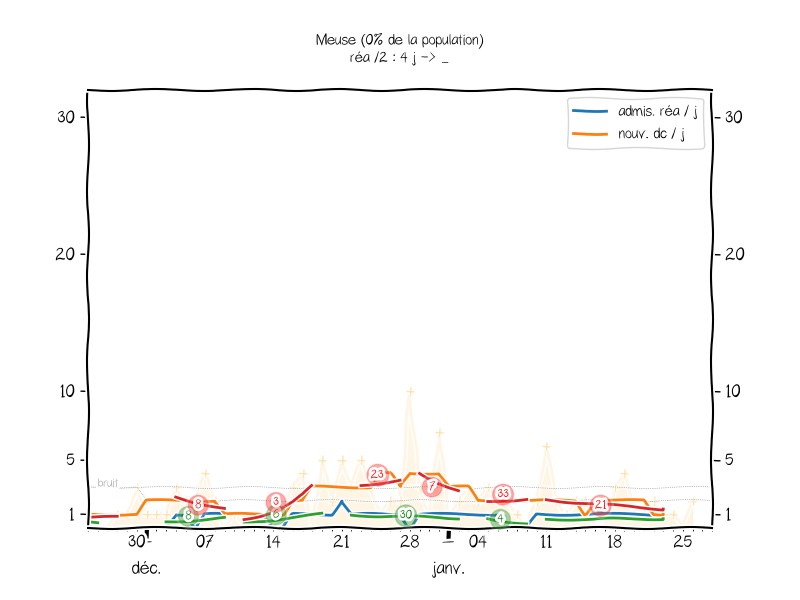 Meuse (0% de la population)
réa /2 : 4 j -> _
admis. réa / j
nouv. dc / j
30 30
20 20
10 10
5 5
1 1
bruit
23
7
33
21
8
3
8
6
30
4
30 07 14 21 28 04 11 18 25
déc. janv.